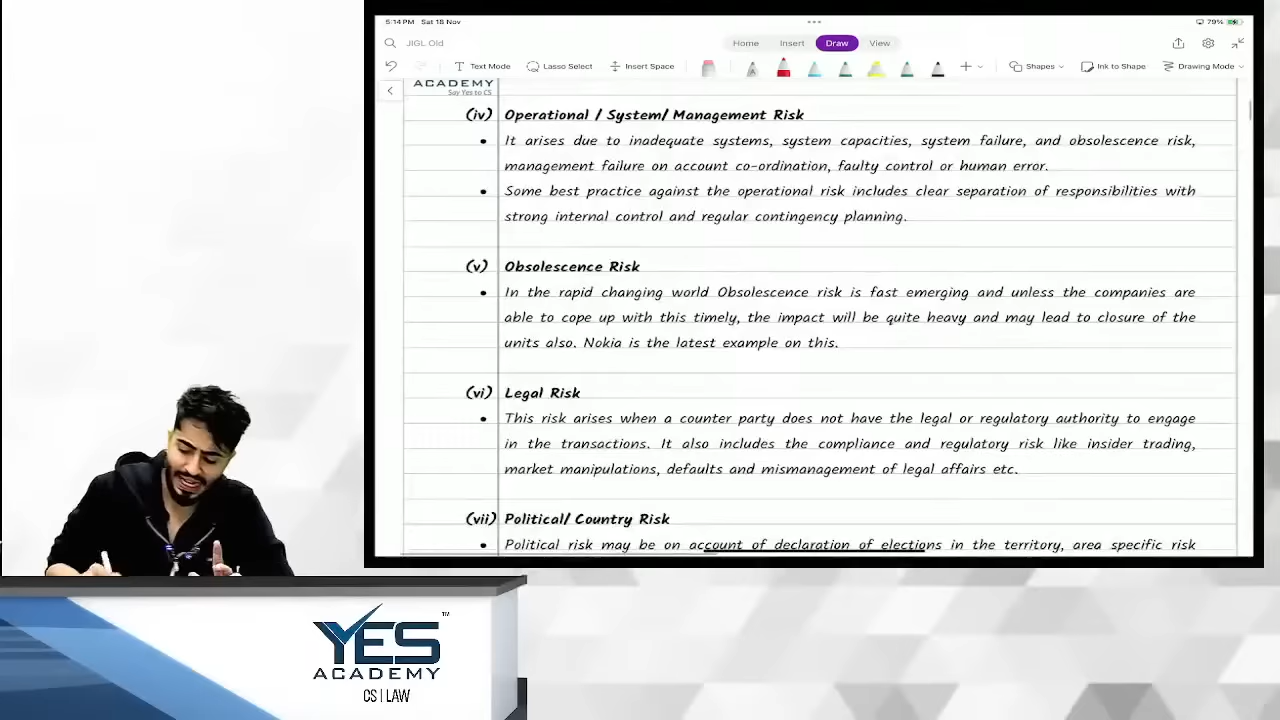 5:14 PM Sat 18 Nov
79%
JIGL Old
Home Insert Draw View
Text Mode Lasso Select Insert Space Shapes Ink to Shape Drawing Mode
ACADEMY
Say Yes to CS
(iv) Operational / System/ Management Risk
• It arises due to inadequate systems, system capacities, system failure, and obsolescence risk,
management failure on account co-ordination, faulty control or human error.
• Some best practice against the operational risk includes clear separation of responsibilities with
strong internal control and regular contingency planning.
(v) Obsolescence Risk
• In the rapid changing world Obsolescence risk is fast emerging and unless the companies are
able to cope up with this timely, the impact will be quite heavy and may lead to closure of the
units also. Nokia is the latest example on this.
(vi) Legal Risk
• This risk arises when a counter party does not have the legal or regulatory authority to engage
in the transactions. It also includes the compliance and regulatory risk like insider trading,
market manipulations, defaults and mismanagement of legal affairs etc.
(vii) Political/ Country Risk
• Political risk may be on account of declaration of elections in the territory, area specific risk
YES
TM
ACADEMY
CS | LAW